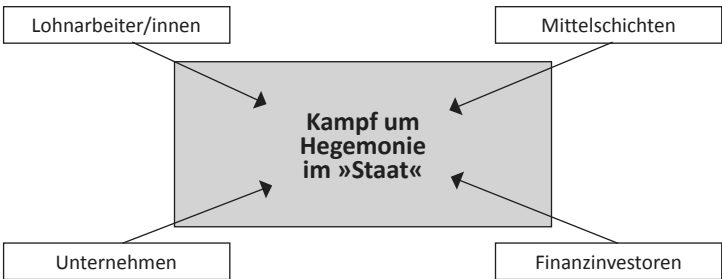 Lohnarbeiter/innen
Mittelschichten
Kampf um
Hegemonie
im »Staat«
Unternehmen
Finanzinvestoren